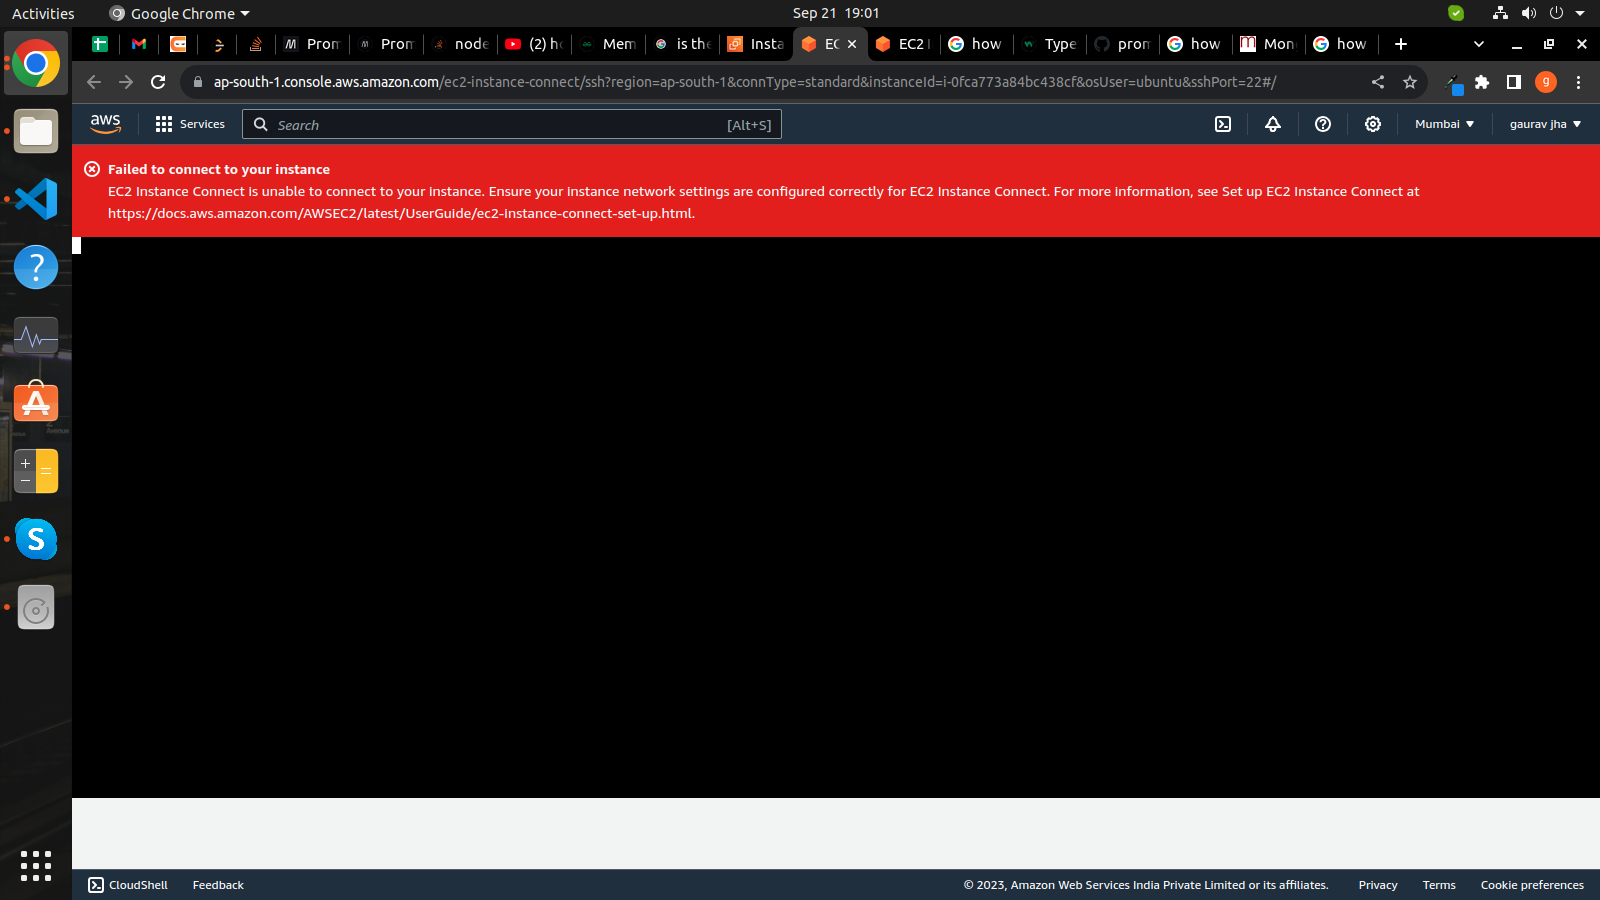 Activities
Google Chrome
Sep 21 19:01
Prom
Prom
node
(2) ho
Mem
is the
Insta
EC
EC2 I
how
Type
prom
how
Mon
how
ap-south-1.console.aws.amazon.com/ec2-instance-connect/ssh?region=ap-south-1&connType=standard&instanceId=i-0fca773a84bc438cf&osUser=ubuntu&sshPort=22#/
g
aws
Services
Search
[Alt+S]
Mumbai
gaurav jha
Failed to connect to your instance
EC2 Instance Connect is unable to connect to your instance. Ensure your instance network settings are configured correctly for EC2 Instance Connect. For more information, see Set up EC2 Instance Connect at
https://docs.aws.amazon.com/AWSEC2/latest/UserGuide/ec2-instance-connect-set-up.html.
CloudShell
Feedback
© 2023, Amazon Web Services India Private Limited or its affiliates.
Privacy
Terms
Cookie preferences